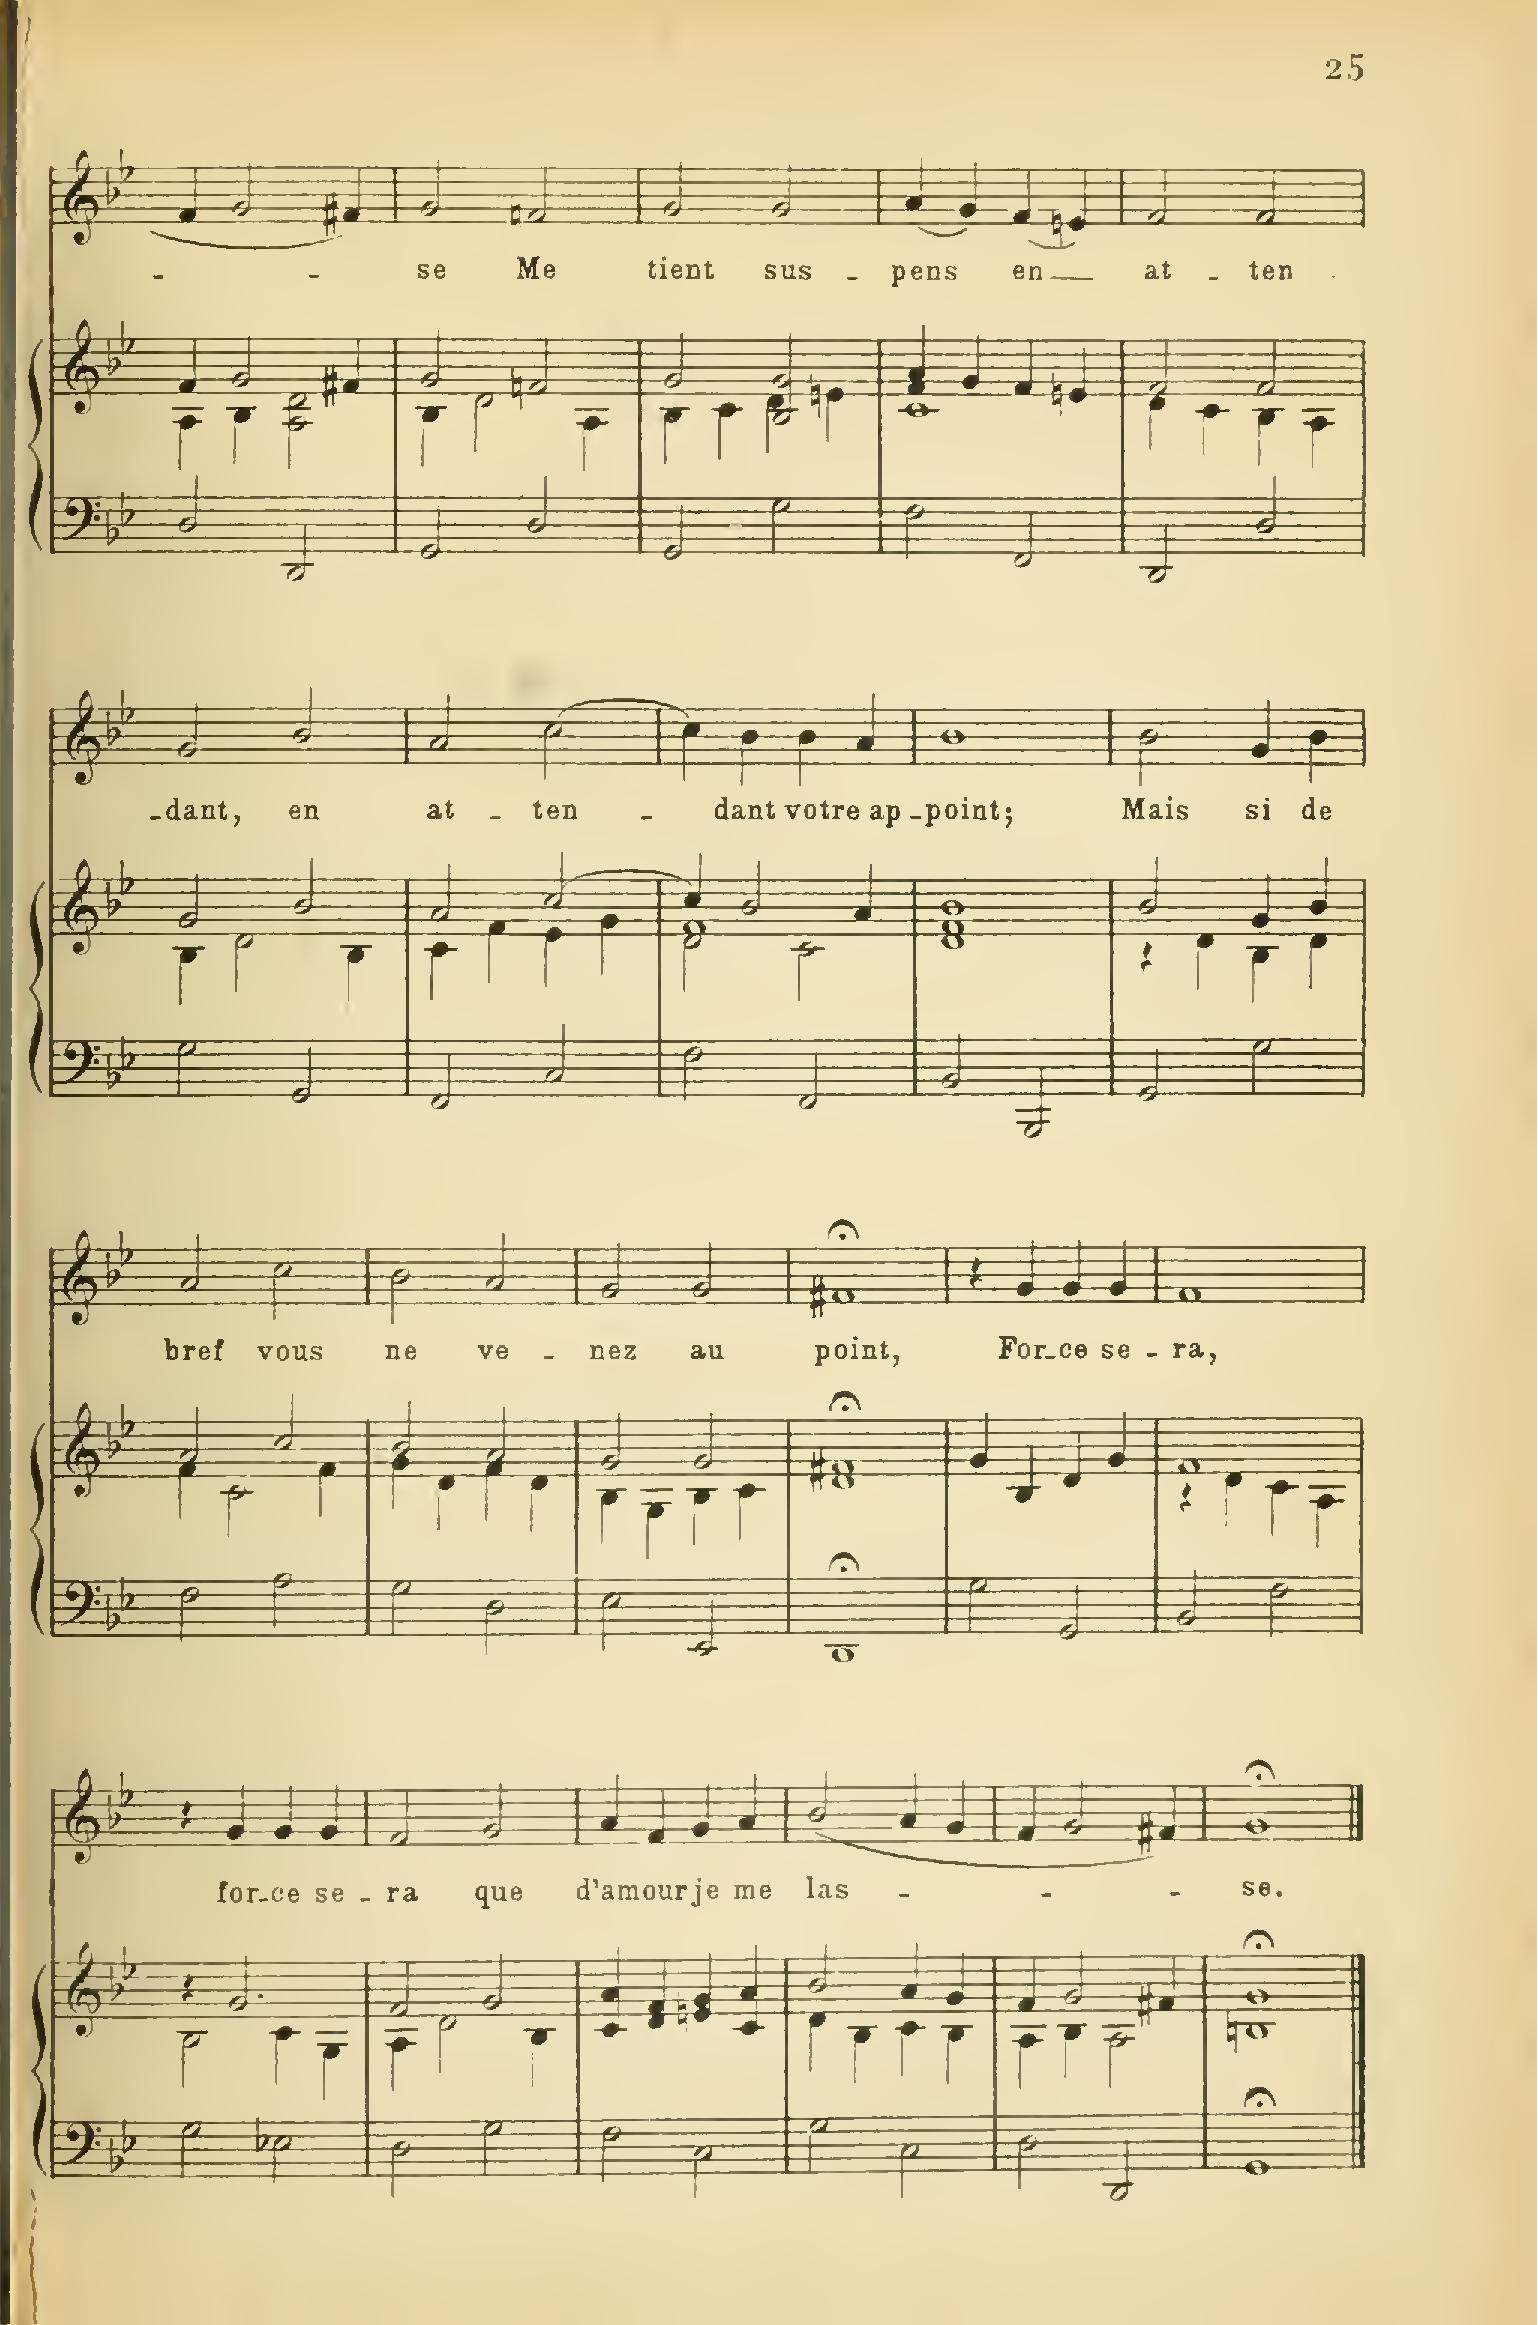 25
- - se Me tient sus - pens en at - ten -
-dant, en at - ten - dant votre ap-point; Mais si de
bref vous ne ve - nez au point, For-ce se - ra,
for-ce se - ra que d'amour je me las - - - se.